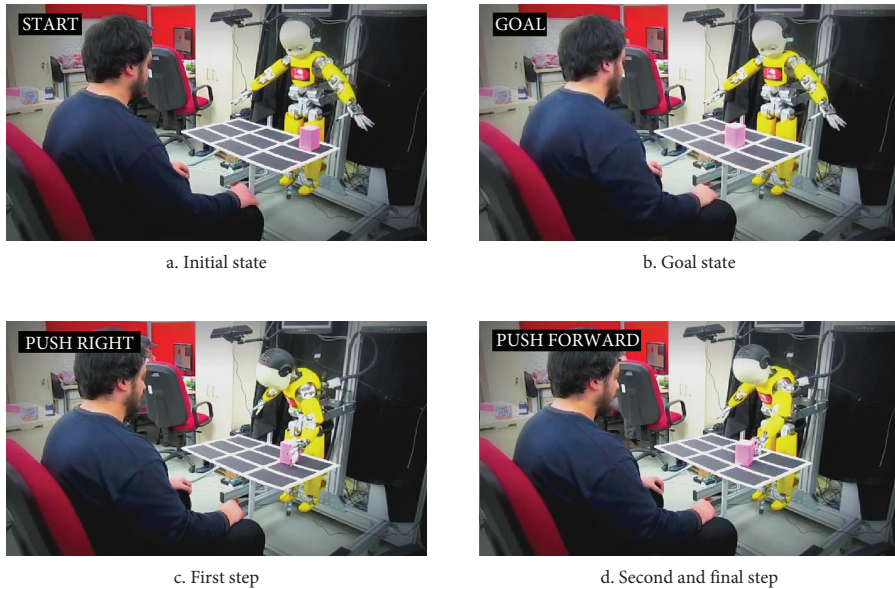 START
GOAL
a. Initial state
b. Goal state
PUSH RIGHT
PUSH FORWARD
c. First step
d. Second and final step